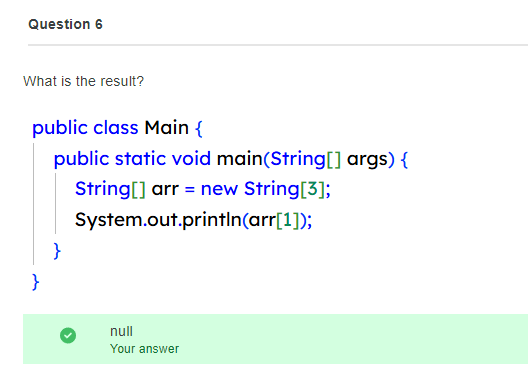 Question 6
What is the result?
public class Main {
public static void main(String[] args) {
String[] arr = new String[3];
System.out.println(arr[1]);
}
}
null
Your answer